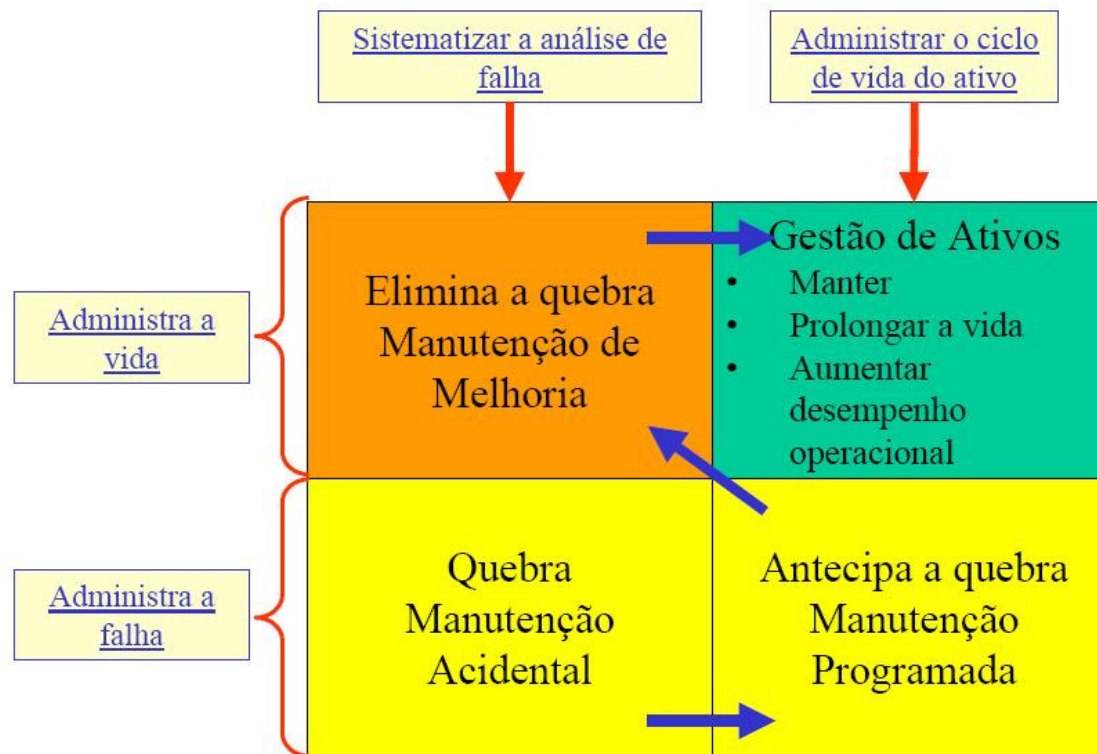 Sistematizar a análise de
falha
Administrar o ciclo
de vida do ativo
Administra a
vida
Elimina a quebra
Manutenção de
Melhoria
Gestão de Ativos
• Manter
• Prolongar a vida
• Aumentar
desempenho
operacional
Administra a
falha
Quebra
Manutenção
Acidental
Antecipa a quebra
Manutenção
Programada